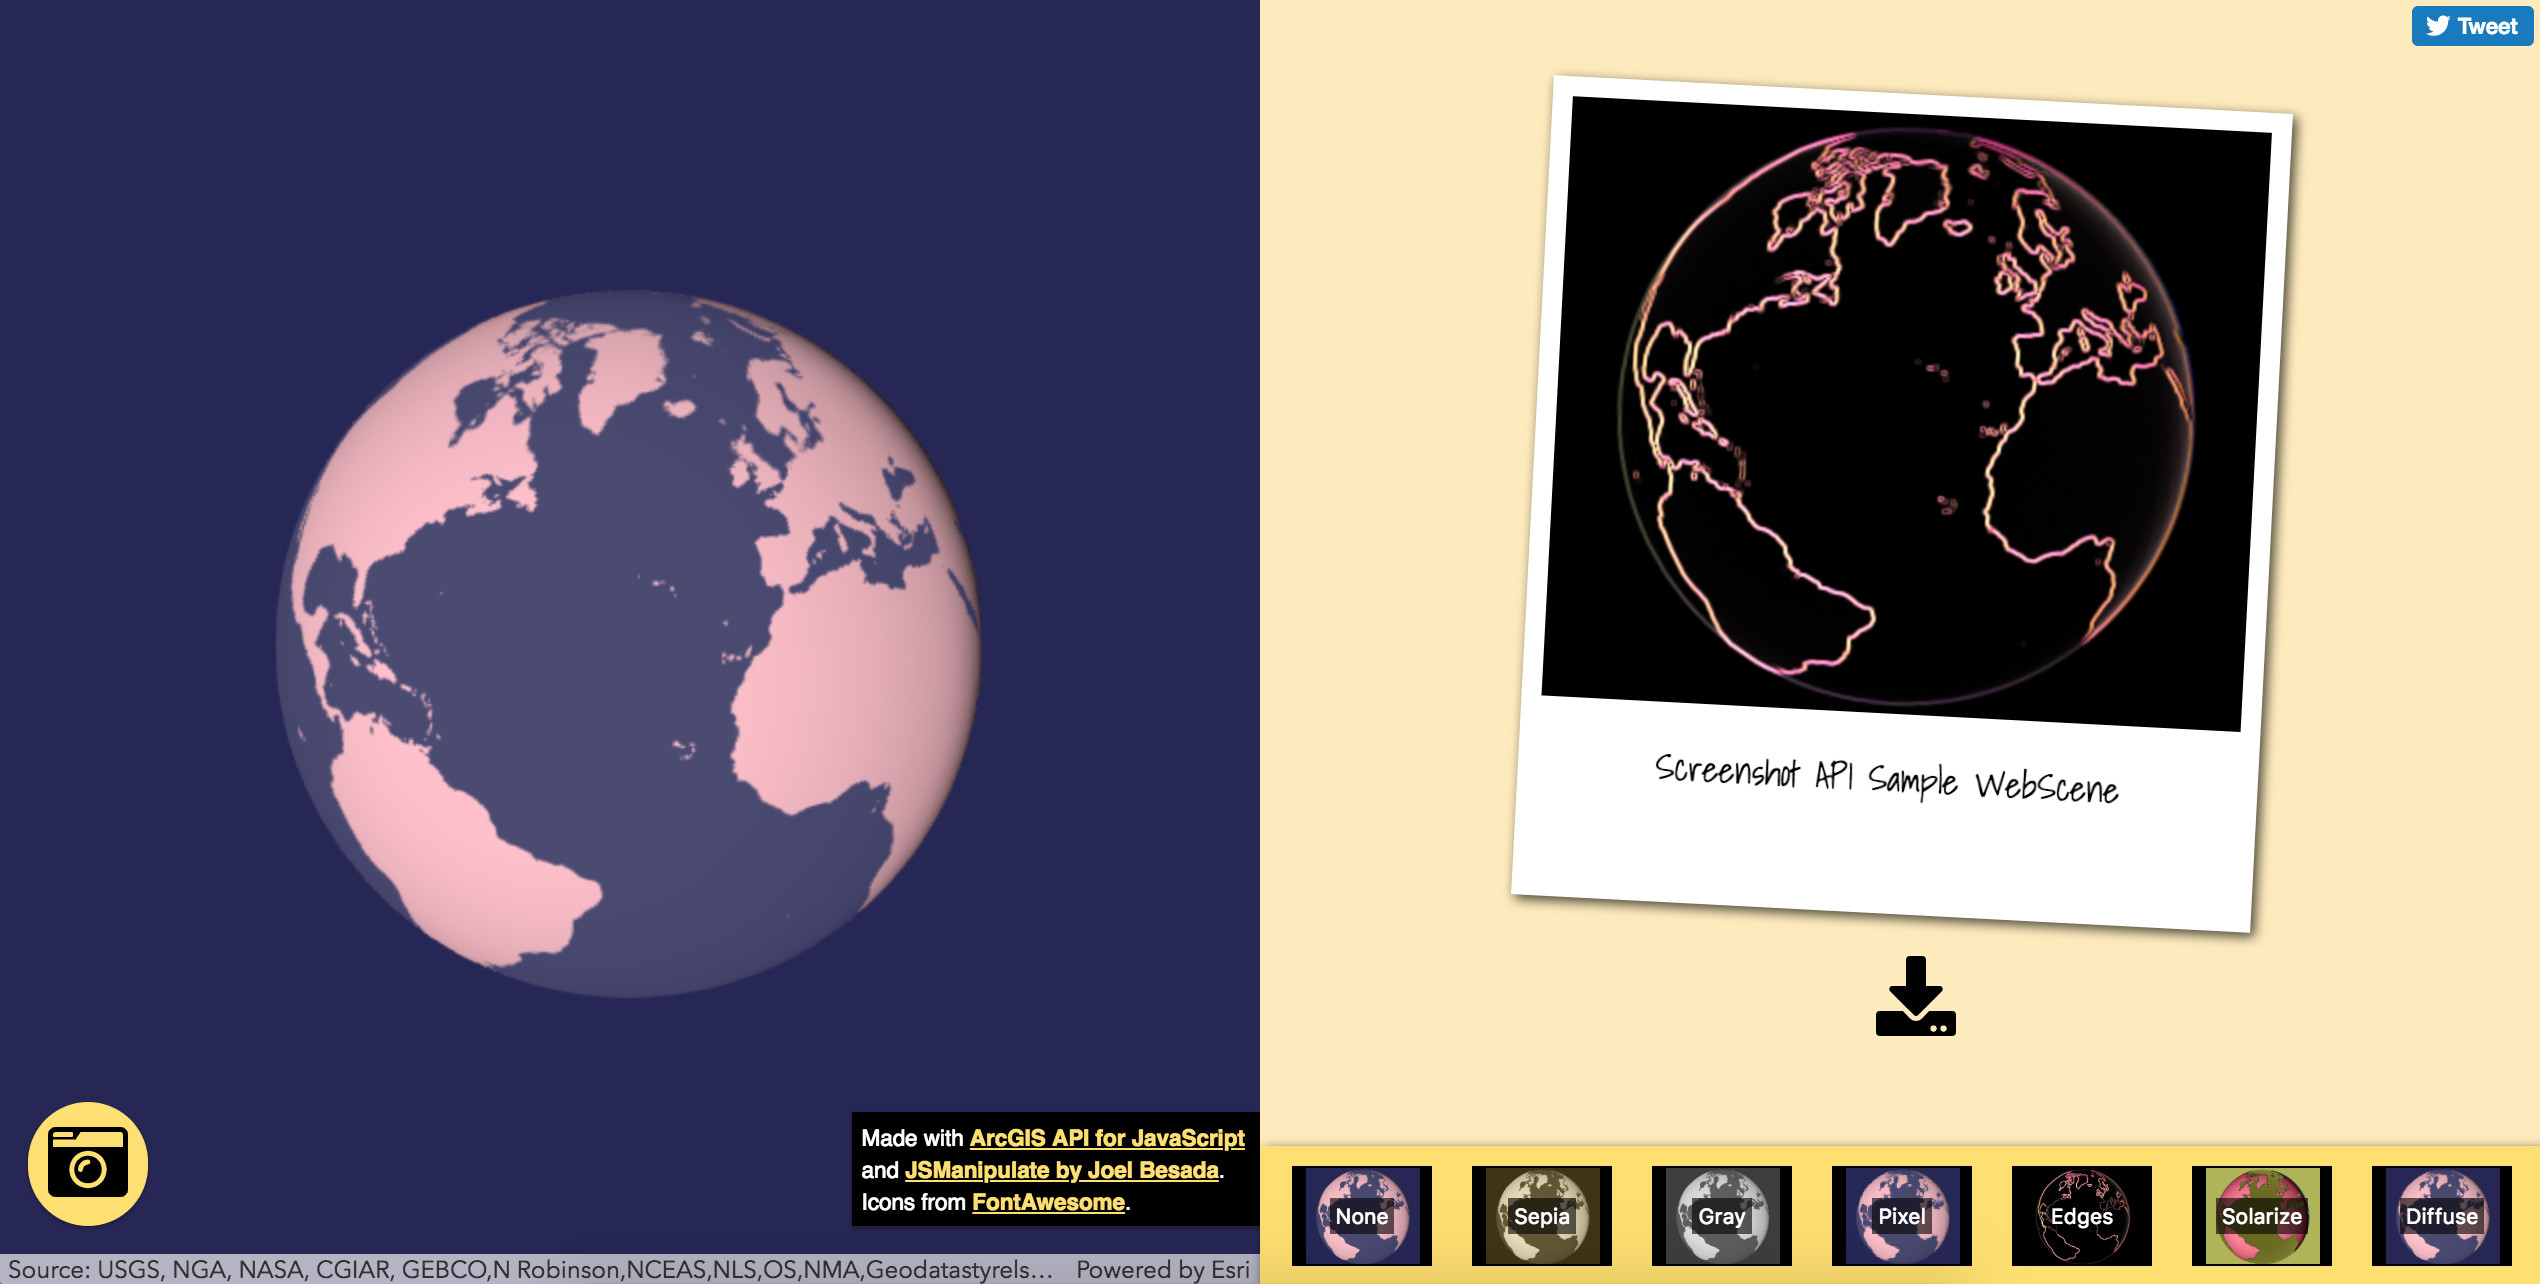 Tweet
Screenshot API Sample WebScene
Made with ArcGIS API for JavaScript
and JSManipulate by Joel Besada.
Icons from FontAwesome.
None
Sepia
Gray
Pixel
Edges
Solarize
Diffuse
Source: USGS, NGA, NASA, CGIAR, GEBCO,N Robinson,NCEAS,NLS,OS,NMA,Geodatastyrels... Powered by Esri